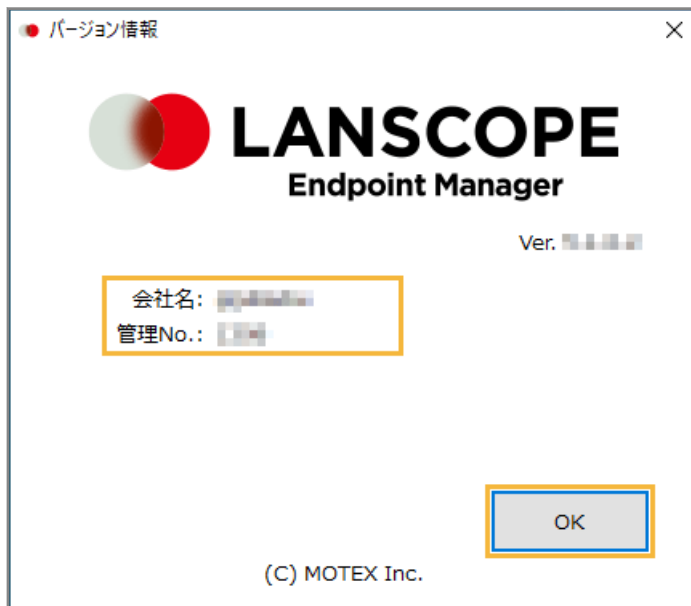 バージョン情報
LANSCOPE
Endpoint Manager
Ver.
会社名:
管理No.:
OK
(C) MOTEX Inc.